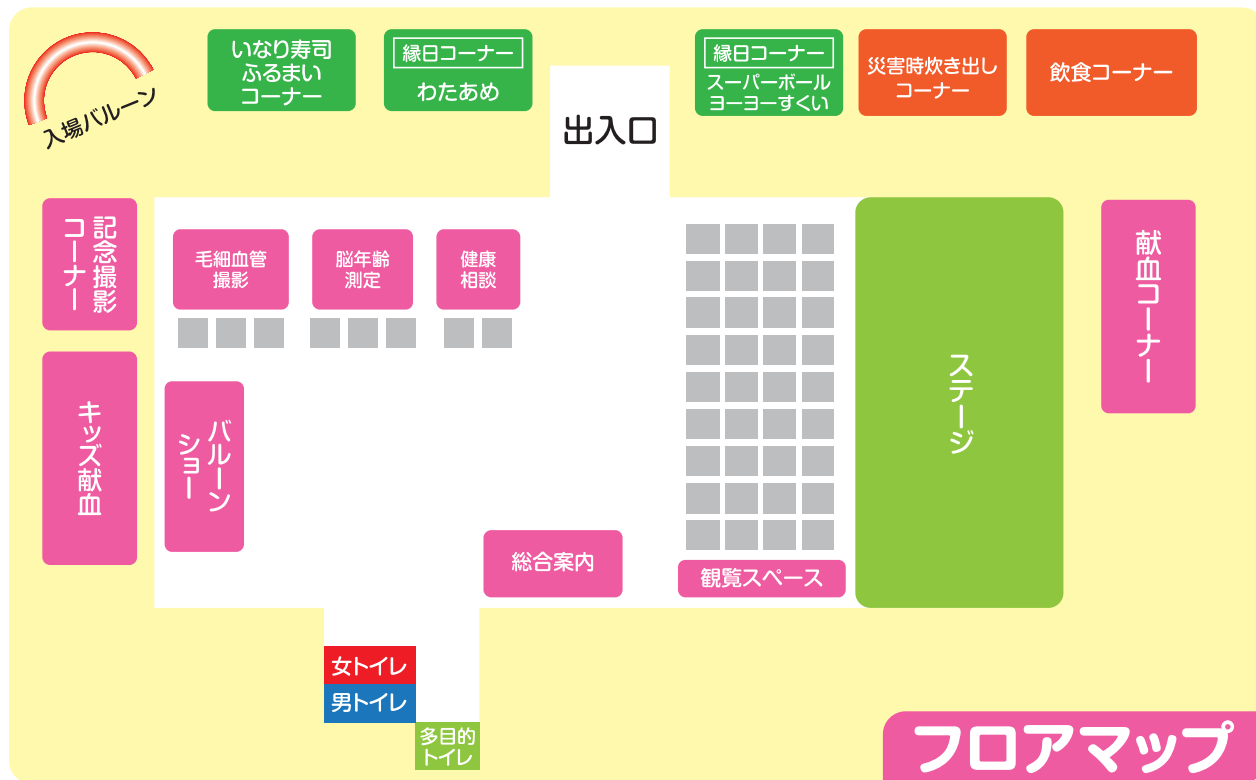 入場バルーン
いなり寿司
ふるまい
コーナー
縁日コーナー
わたあめ
出入口
縁日コーナー
スーパーボール
ヨーヨーすくい
災害時炊き出し
コーナー
飲食コーナー
記念撮影
コーナー
毛細血管
撮影
脳年齢
測定
健康
相談
ステージ
献血コーナー
キッズ献血
バルーン
ショー
総合案内
観覧スペース
女トイレ
男トイレ
多目的
トイレ
フロアマップ